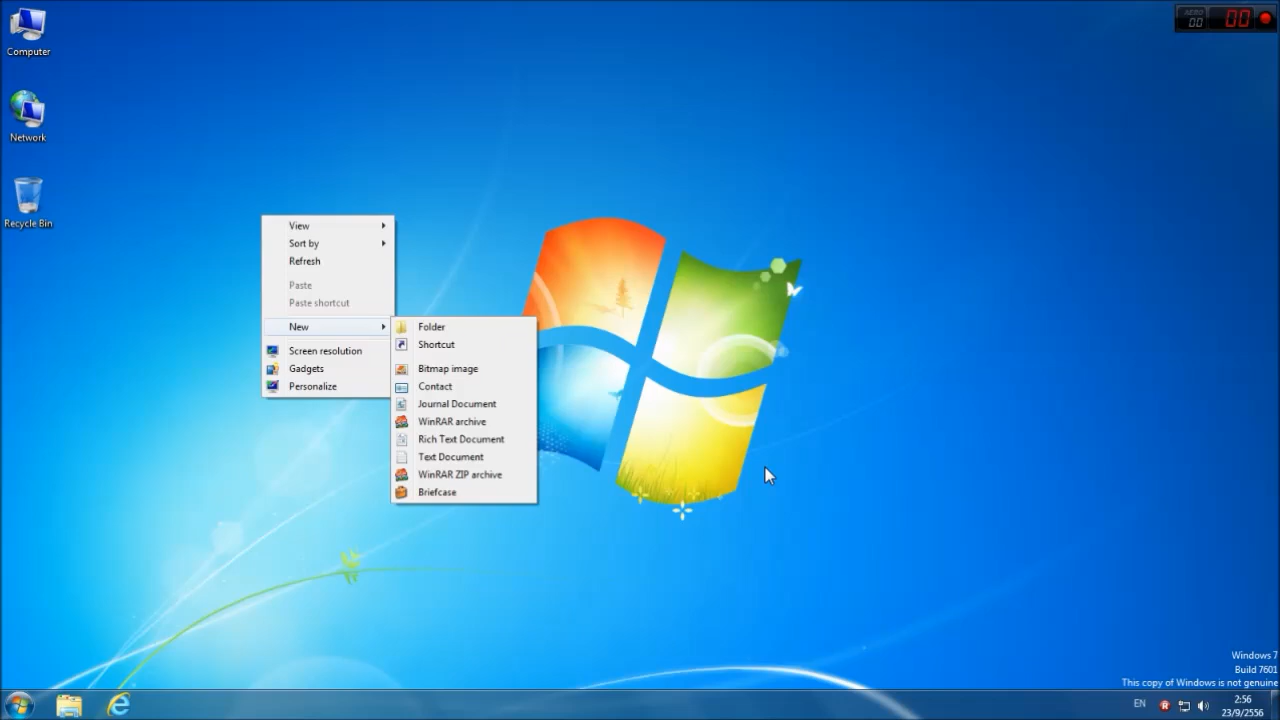 Computer
Network
Recycle Bin
AERO
00
00
View
Sort by
Refresh
Paste
Paste shortcut
New
Screen resolution
Gadgets
Personalize
Folder
Shortcut
Bitmap image
Contact
Journal Document
WinRAR archive
Rich Text Document
Text Document
WinRAR ZIP archive
Briefcase
Windows 7
Build 7601
This copy of Windows is not genuine
EN
2:56
23/9/2556